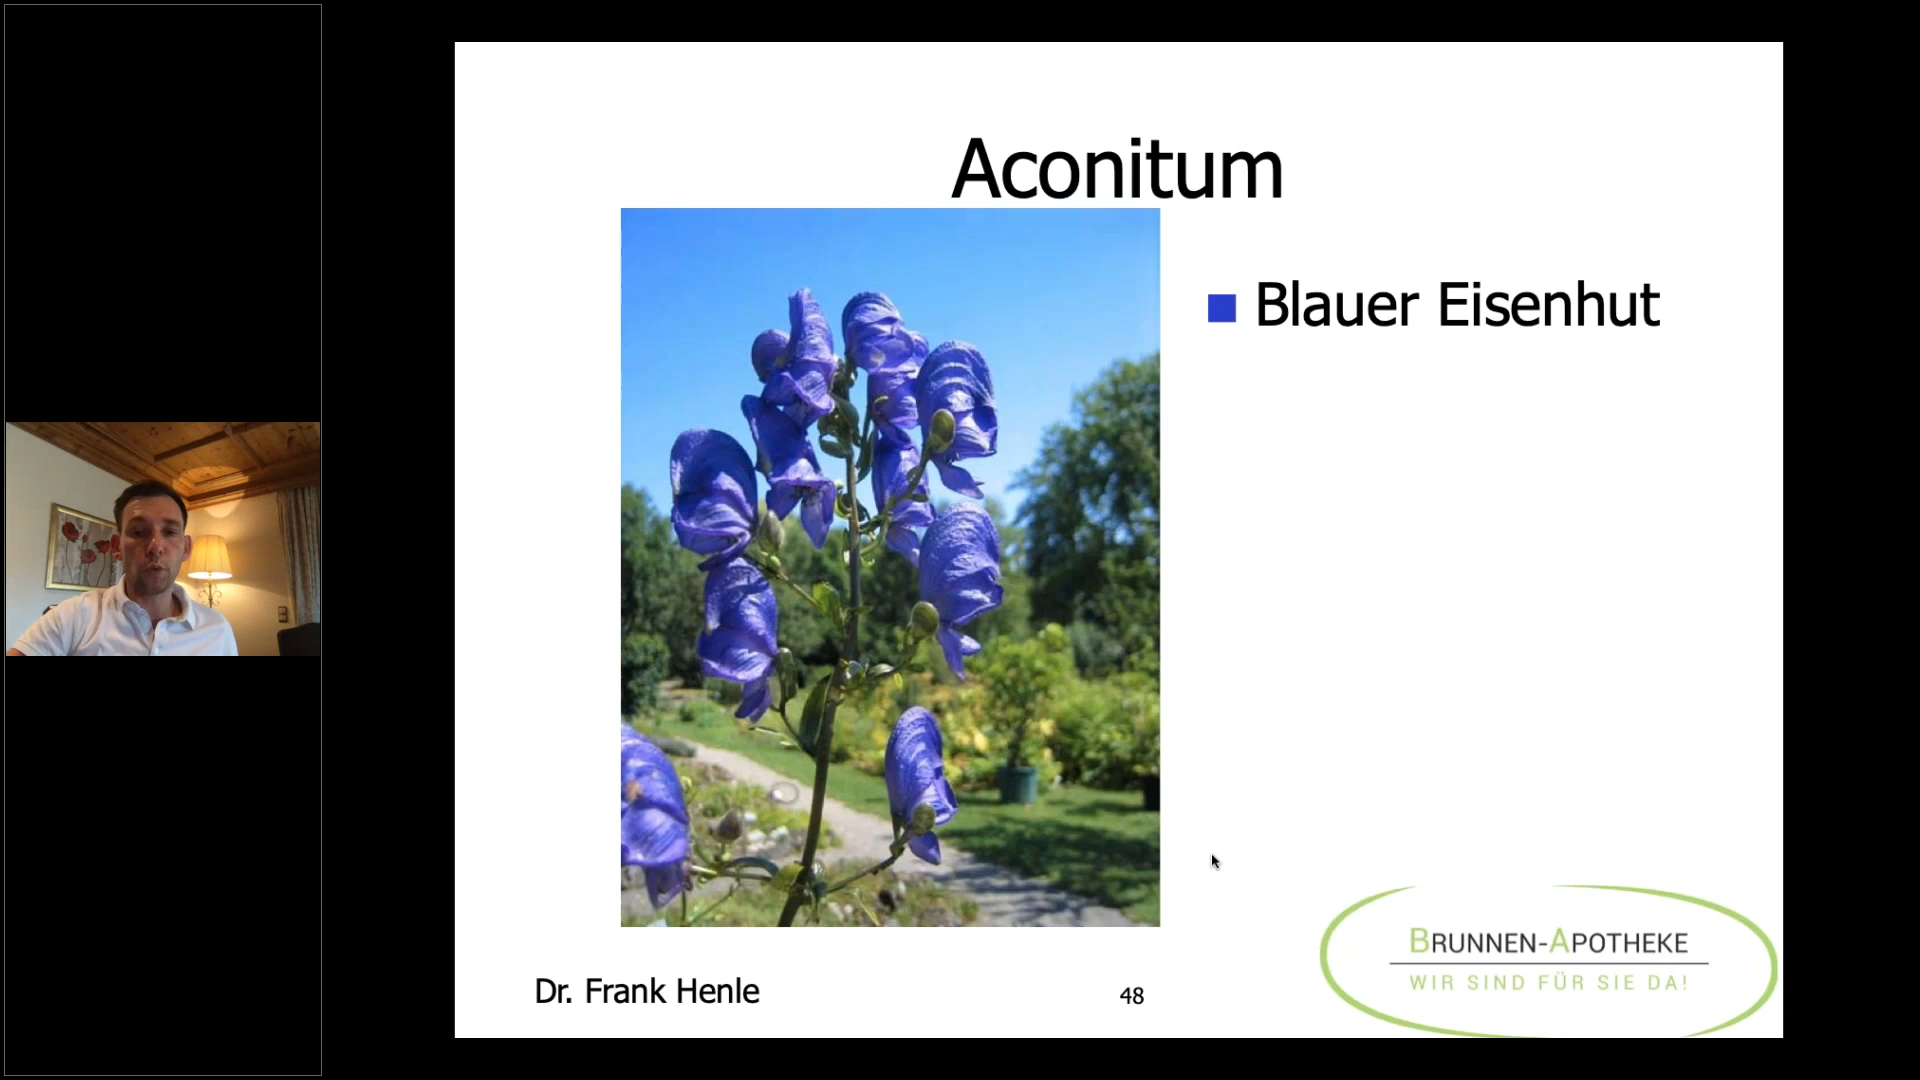 Aconitum
Blauer Eisenhut
Dr. Frank Henle
48
BRUNNEN-APOTHEKE
WIR SIND FÜR SIE DA!